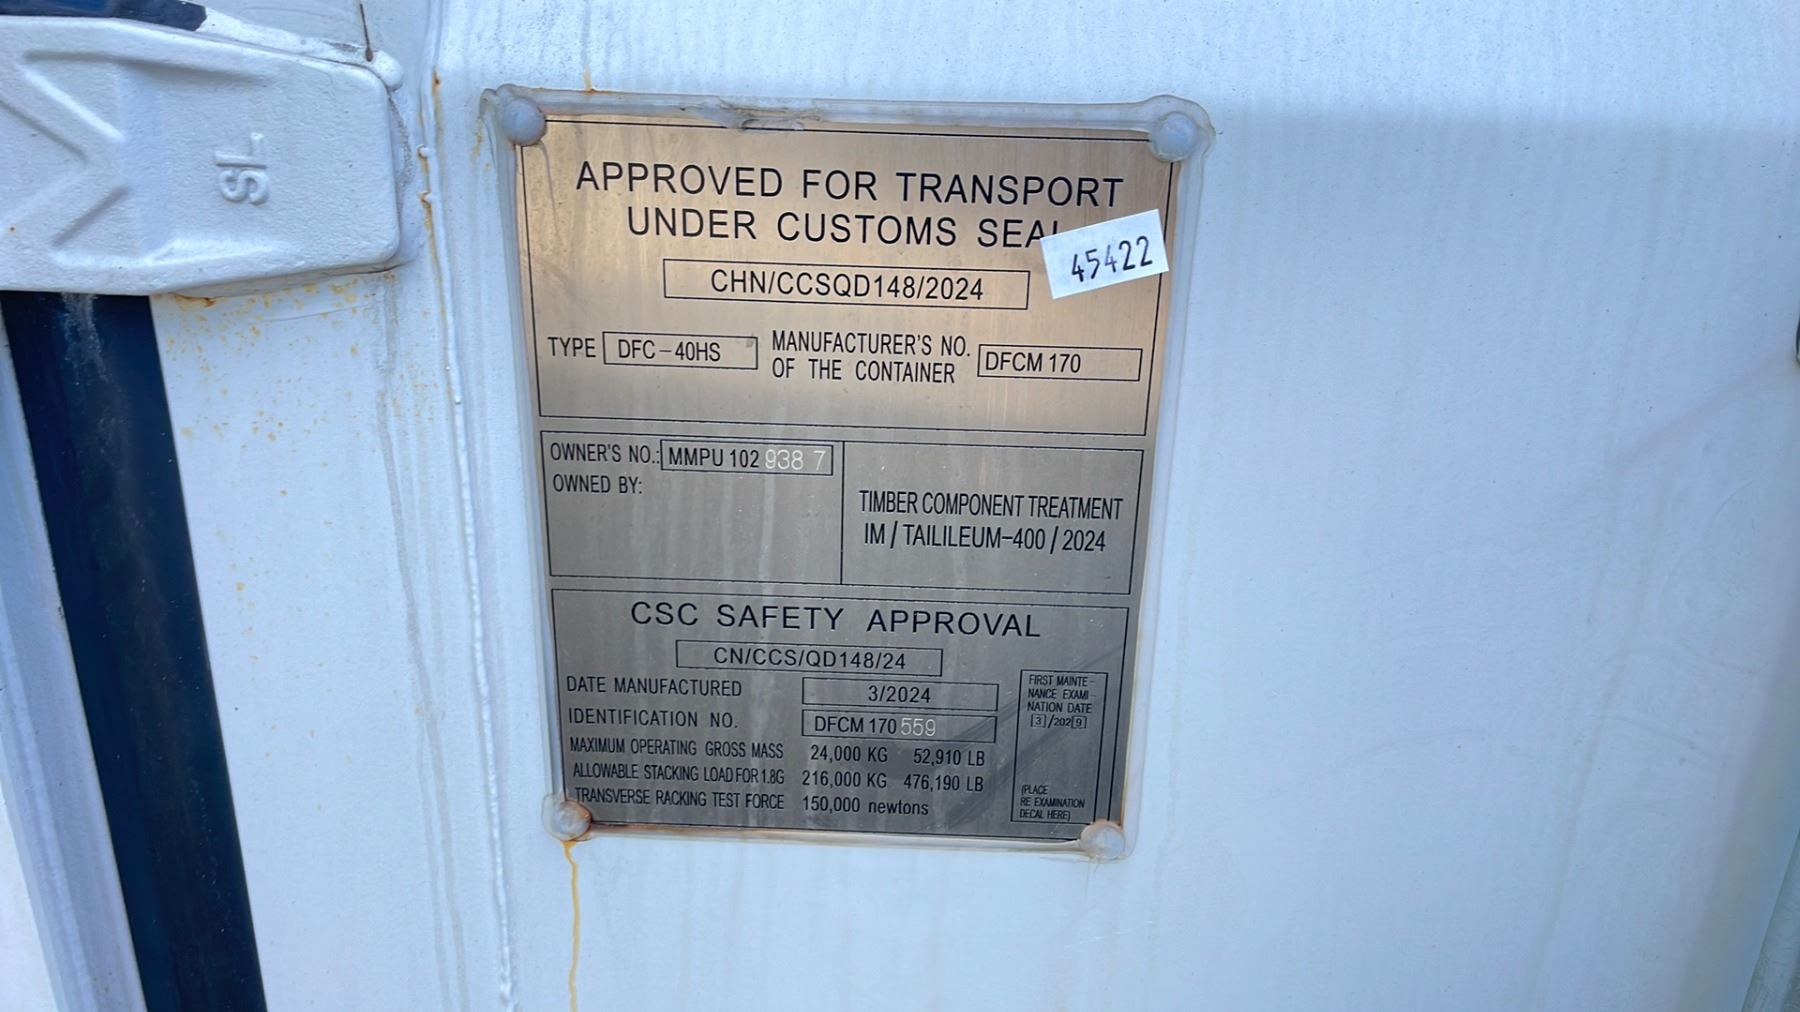 SL
APPROVED FOR TRANSPORT
UNDER CUSTOMS SEAL
45422
CHN/CCSQD148/2024
TYPE DFC-40HS MANUFACTURER'S NO. OF THE CONTAINER DFCM 170
OWNER'S NO.: MMPU 102 938 7
OWNED BY:
TIMBER COMPONENT TREATMENT
IM / TAILILEUM-400 / 2024
CSC SAFETY APPROVAL
CN/CCS/QD148/24
DATE MANUFACTURED 3/2024
IDENTIFICATION NO. DFCM 170 559
MAXIMUM OPERATING GROSS MASS 24,000 KG 52,910 LB
ALLOWABLE STACKING LOAD FOR 1.8G 216,000 KG 476,190 LB
TRANSVERSE RACKING TEST FORCE 150,000 newtons
FIRST MAINTE-
NANCE EXAMI-
NATION DATE
[3]/202[9]
(PLACE
RE EXAMINATION
DECAL HERE)